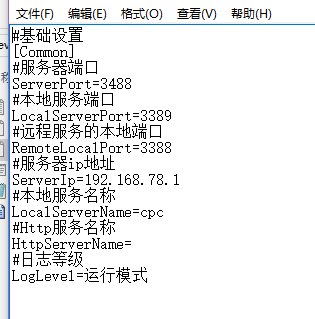 文件(F) 编辑(E) 格式(O) 查看(V) 帮助(H)
#基础设置
[Common]
#服务器端口
ServerPort=3488
#本地服务端口
LocalServerPort=3389
#远程服务的本地端口
RemoteLocalPort=3388
#服务器ip地址
ServerIp=192.168.78.1
#本地服务名称
LocalServerName=cpc
#Http服务名称
HttpServerName=
#日志等级
LogLevel=运行模式